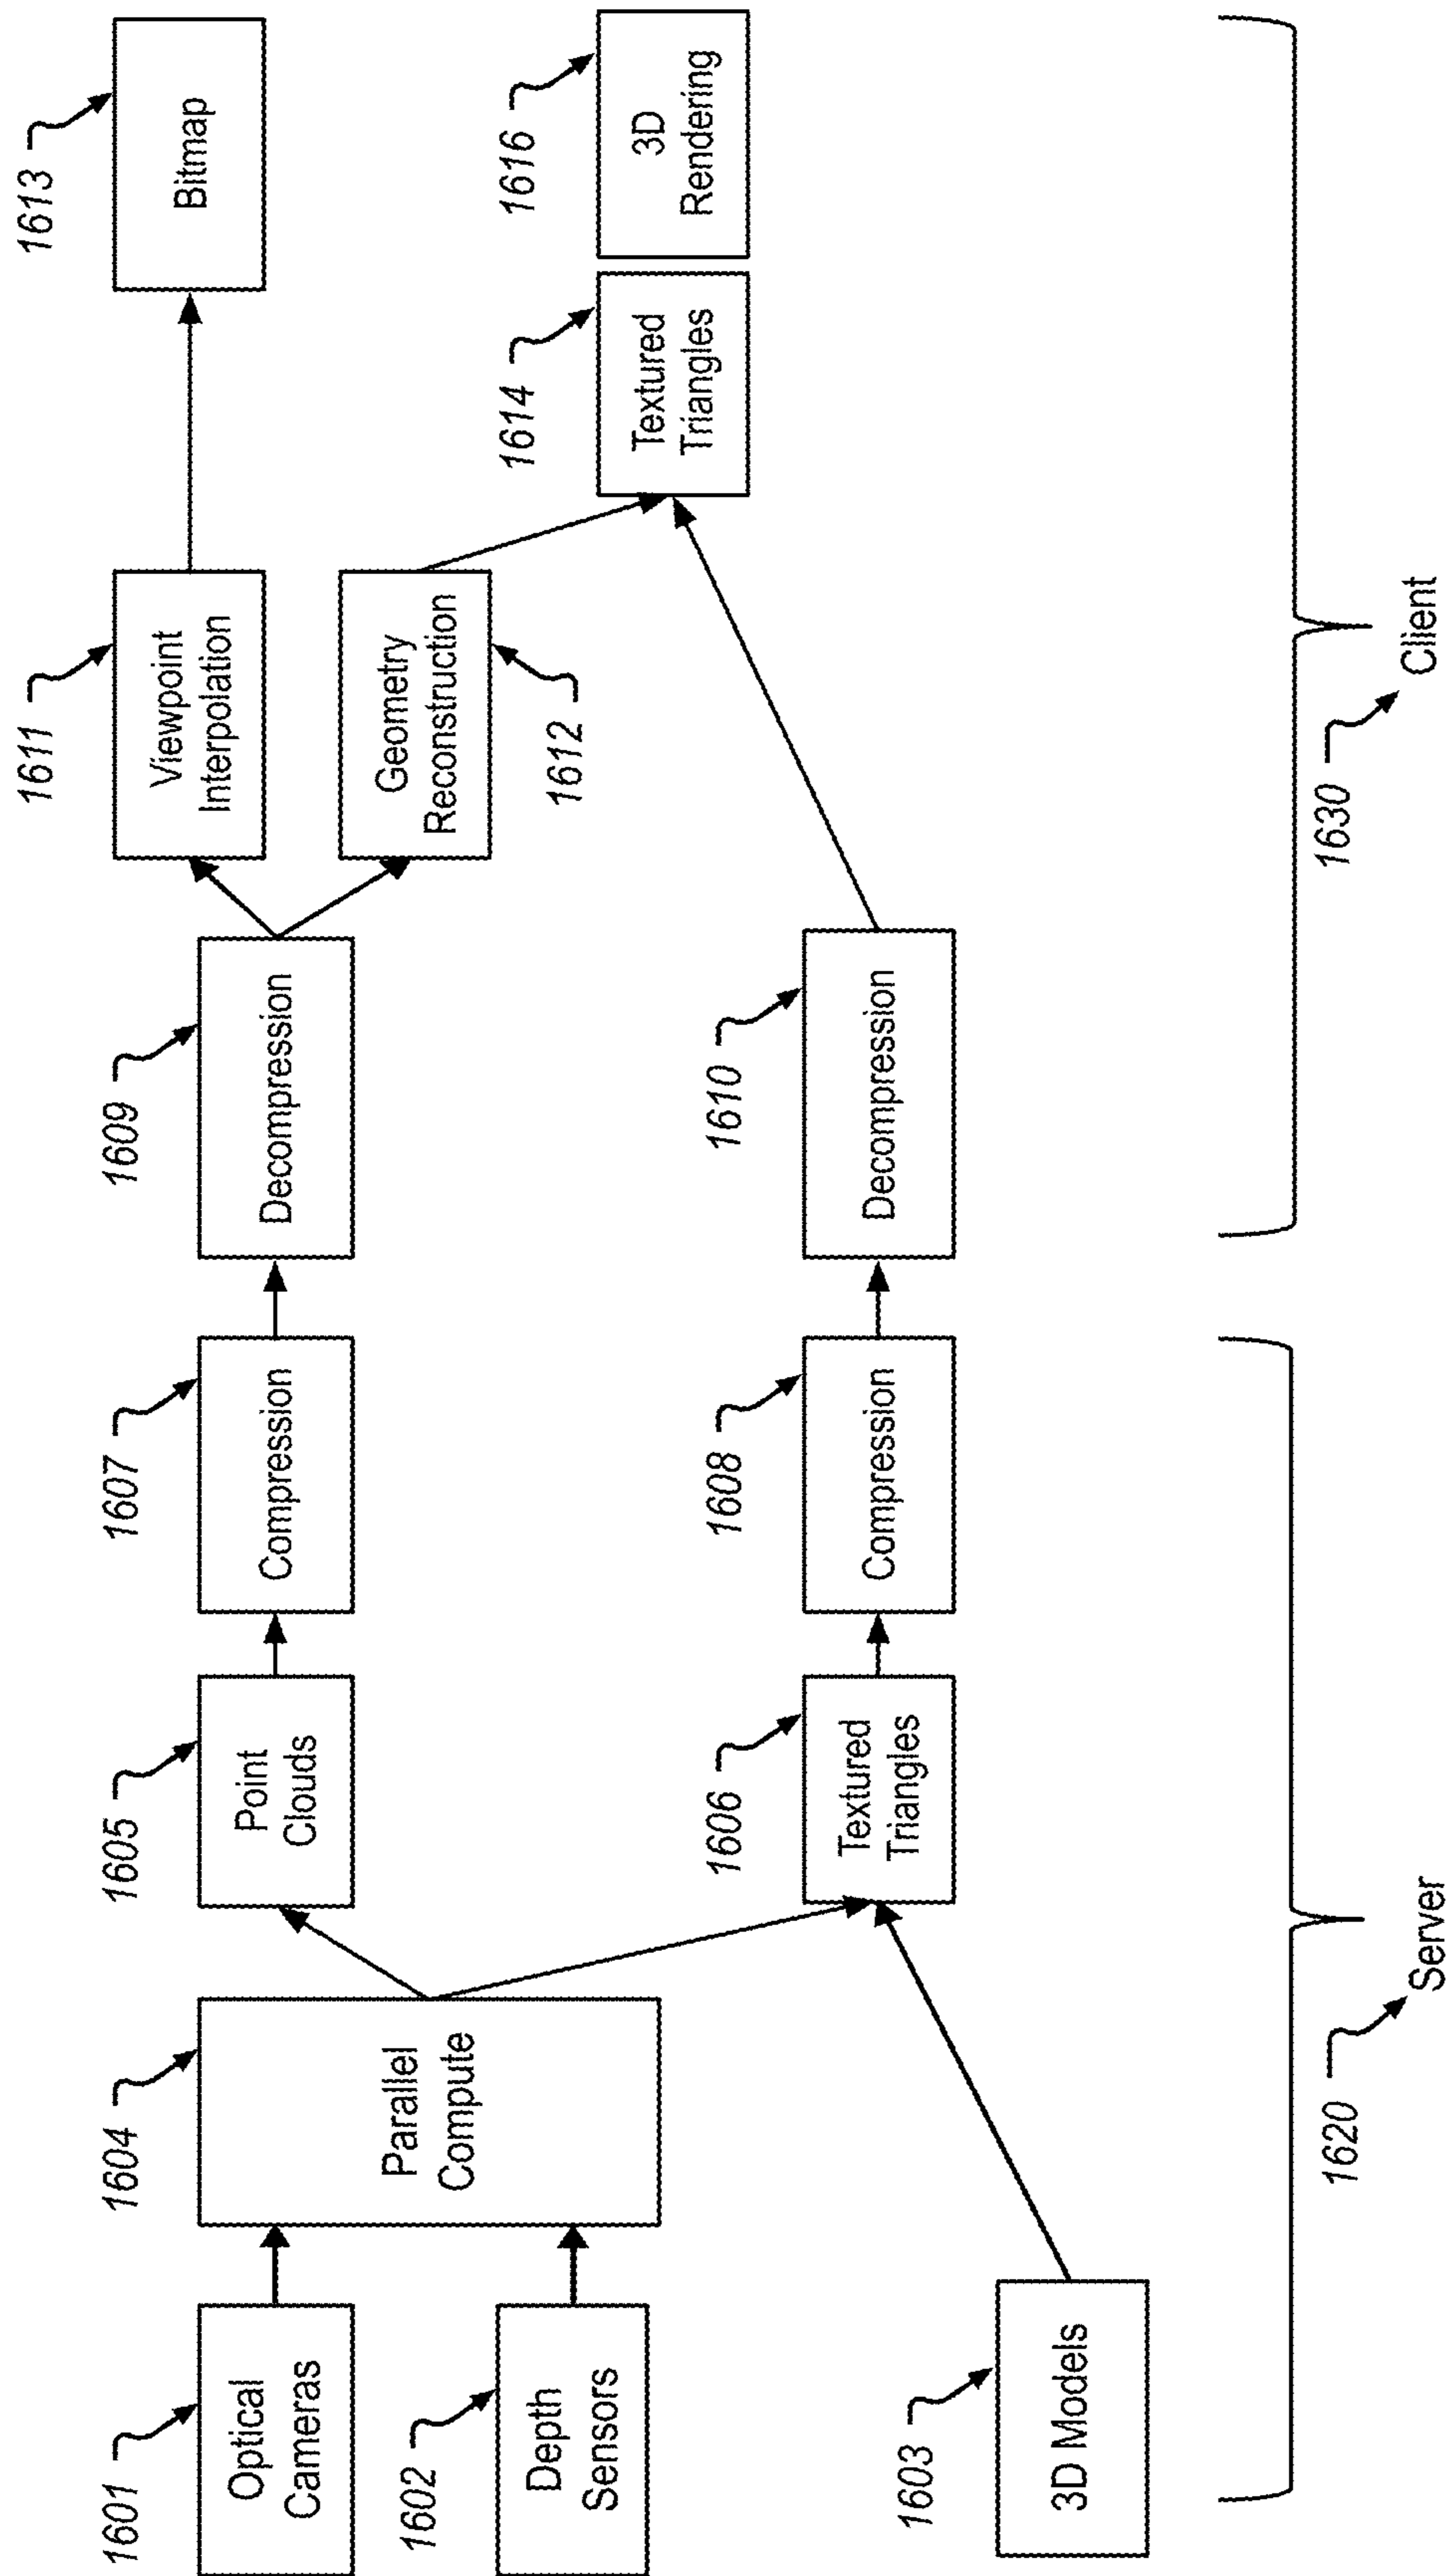 1601
Optical
Cameras
1602
Depth
Sensors
1603
3D Models
1604
Parallel
Compute
1605
Point
Clouds
1606
Textured
Triangles
1607
Compression
1608
Compression
1609
Decompression
1610
Decompression
1611
Viewpoint
Interpolation
Geometry
Reconstruction
1612
1613
Bitmap
1614
Textured
Triangles
1616
3D
Rendering
1620
Server
1630
Client